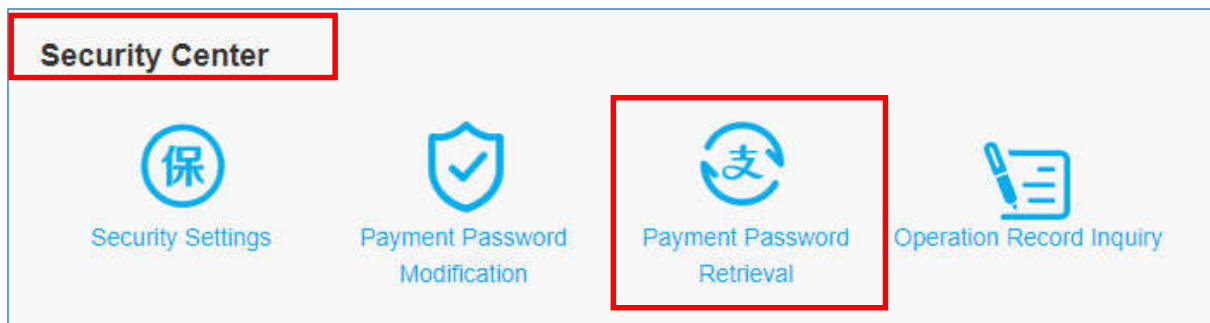 Security Center
保
支
Security Settings
Payment Password
Modification
Payment Password
Retrieval
Operation Record Inquiry